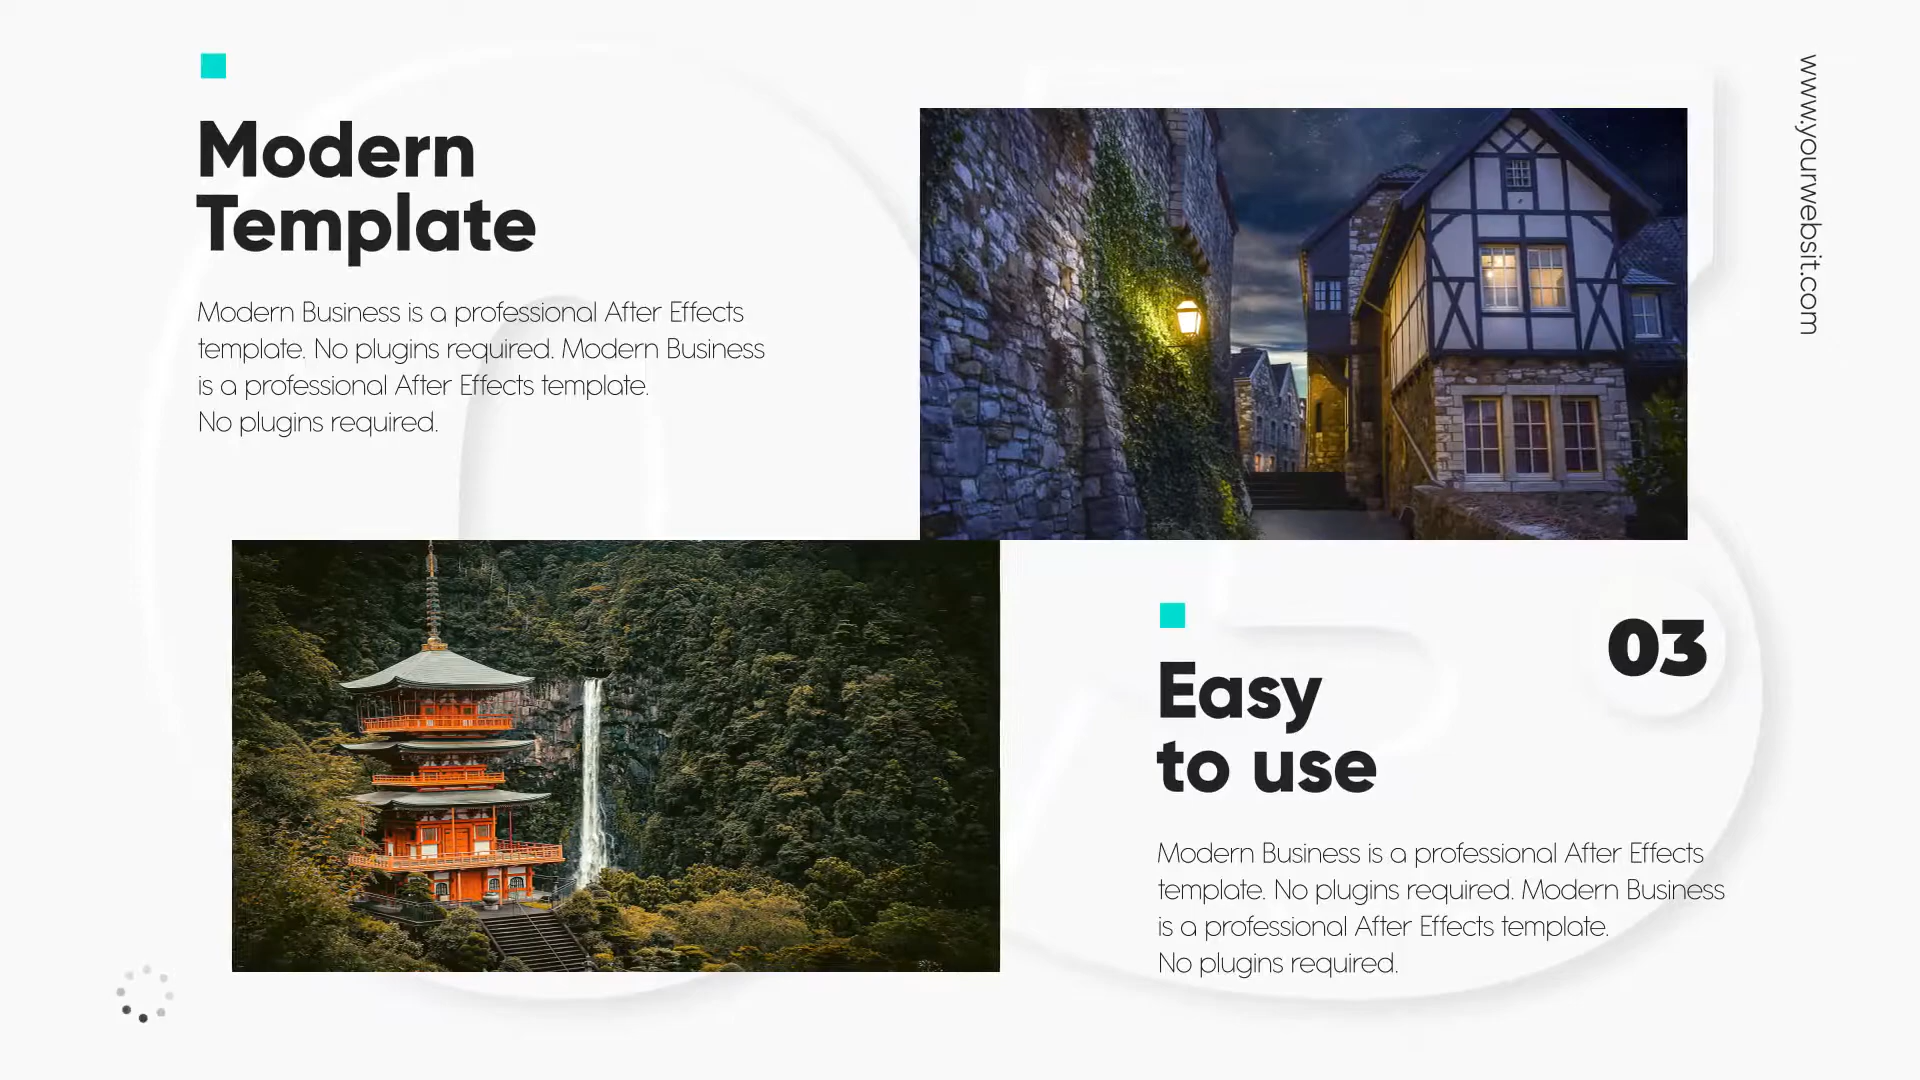 Modern
Template
Modern Business is a professional After Effects
template. No plugins required. Modern Business
is a professional After Effects template.
No plugins required.
www.yourwebsit.com
03
Easy
to use
Modern Business is a professional After Effects
template. No plugins required. Modern Business
is a professional After Effects template.
No plugins required.